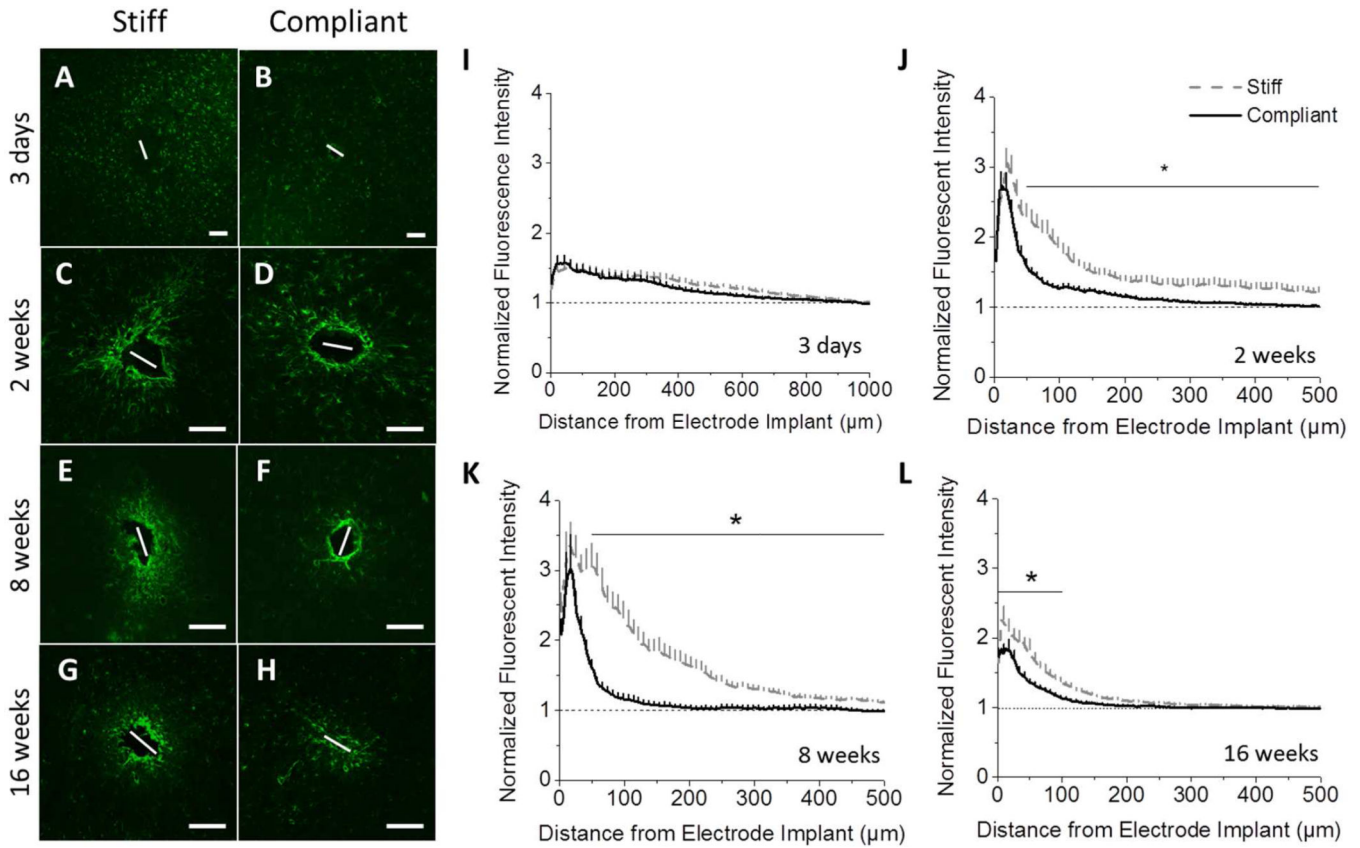 Stiff Compliant
3 days
A
B
2 weeks
C
D
8 weeks
E
F
16 weeks
G
H
I
Normalized Fluorescence Intensity
4
3
2
1
0
0 200 400 600 800 1000
3 days
Distance from Electrode Implant (µm)
J
Normalized Fluorescent Intensity
4
3
2
1
0
Stiff
Compliant
*
0 100 200 300 400 500
2 weeks
Distance from Electrode Implant (µm)
K
Normalized Fluorescent Intensity
4
3
2
1
0
*
0 100 200 300 400 500
8 weeks
Distance from Electrode Implant (µm)
L
Normalized Fluorescent Intensity
4
3
2
1
0
*
0 100 200 300 400 500
16 weeks
Distance from Electrode Implant (µm)